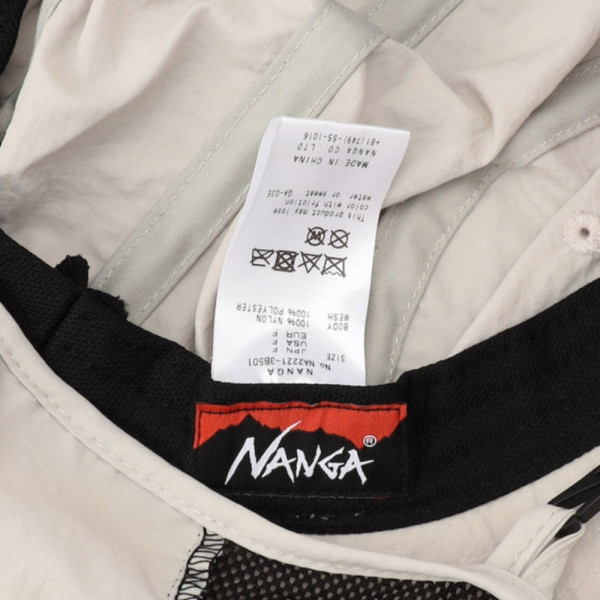 NANGA
No. NA2221-3B501
SIZE
JPN F
USA F
EUR F
BODY 100% NYLON
MESH 100% POLYESTER
This product may lose
color with friction
water, or sweat. GA-03E
MADE IN CHINA
NANGA CO., LTD
+81(749)-55-1016
NANGA®